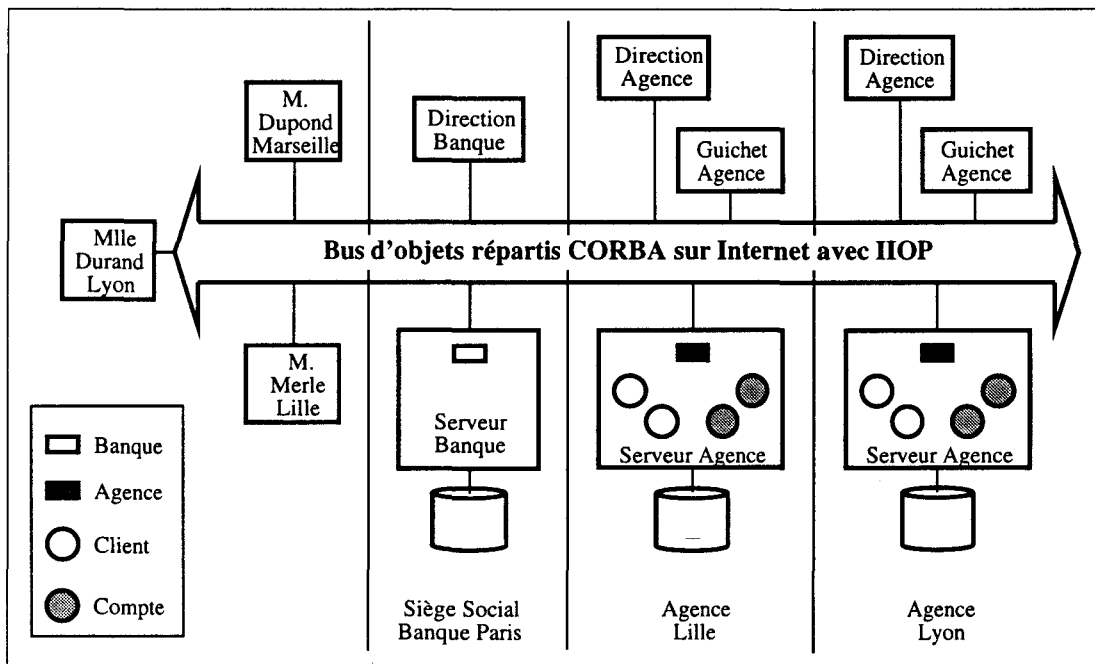 M.
Dupond
Marseille
Direction
Banque
Direction
Agence
Guichet
Agence
Direction
Agence
Guichet
Agence
Mlle
Durand
Lyon
Bus d'objets répartis CORBA sur Internet avec IIOP
M.
Merle
Lille
Serveur
Banque
Serveur Agence
Serveur Agence
Banque
Agence
Client
Compte
Siège Social
Banque Paris
Agence
Lille
Agence
Lyon